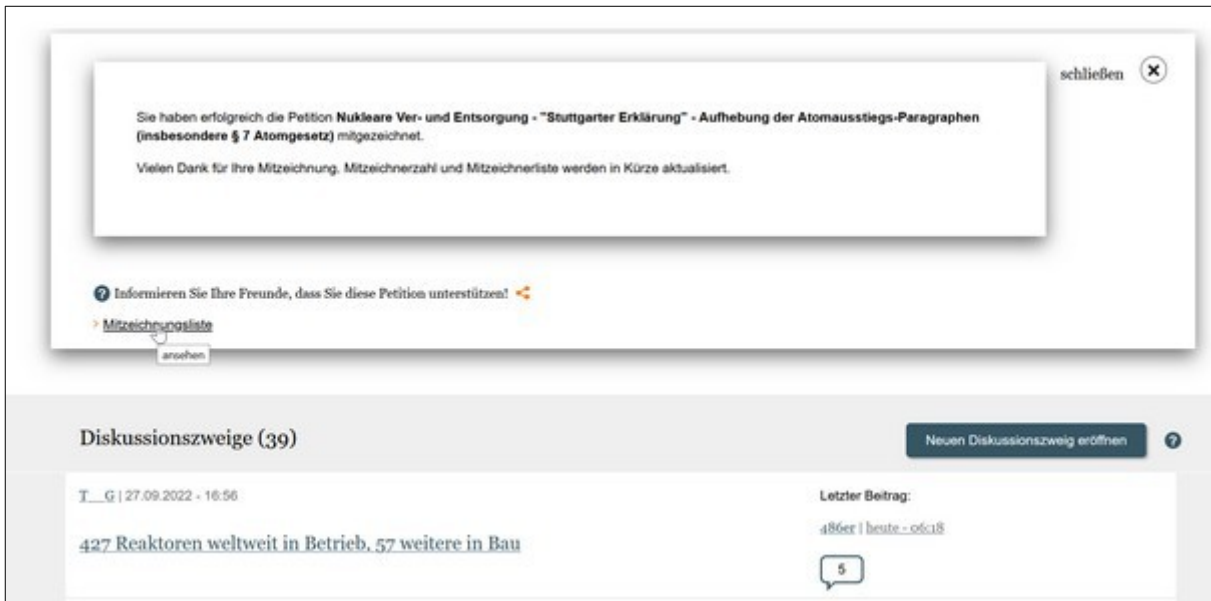 schließen
Sie haben erfolgreich die Petition Nukleare Ver- und Entsorgung - "Stuttgarter Erklärung" - Aufhebung der Atomausstiegs-Paragraphen
(insbesondere § 7 Atomgesetz) mitgezeichnet.
Vielen Dank für Ihre Mitzeichnung, Mitzeichnerzahl und Mitzeichnerliste werden in Kürze aktualisiert.
? Informieren Sie Ihre Freunde, dass Sie diese Petition unterstützen!
› Mitzeichnungsliste
ansehen
Diskussionszweige (39)
Neuen Diskussionszweig eröffnen ?
T__G | 27.09.2022 - 16:56
Letzter Beitrag:
427 Reaktoren weltweit in Betrieb, 57 weitere in Bau
486er | heute - 06:18
5